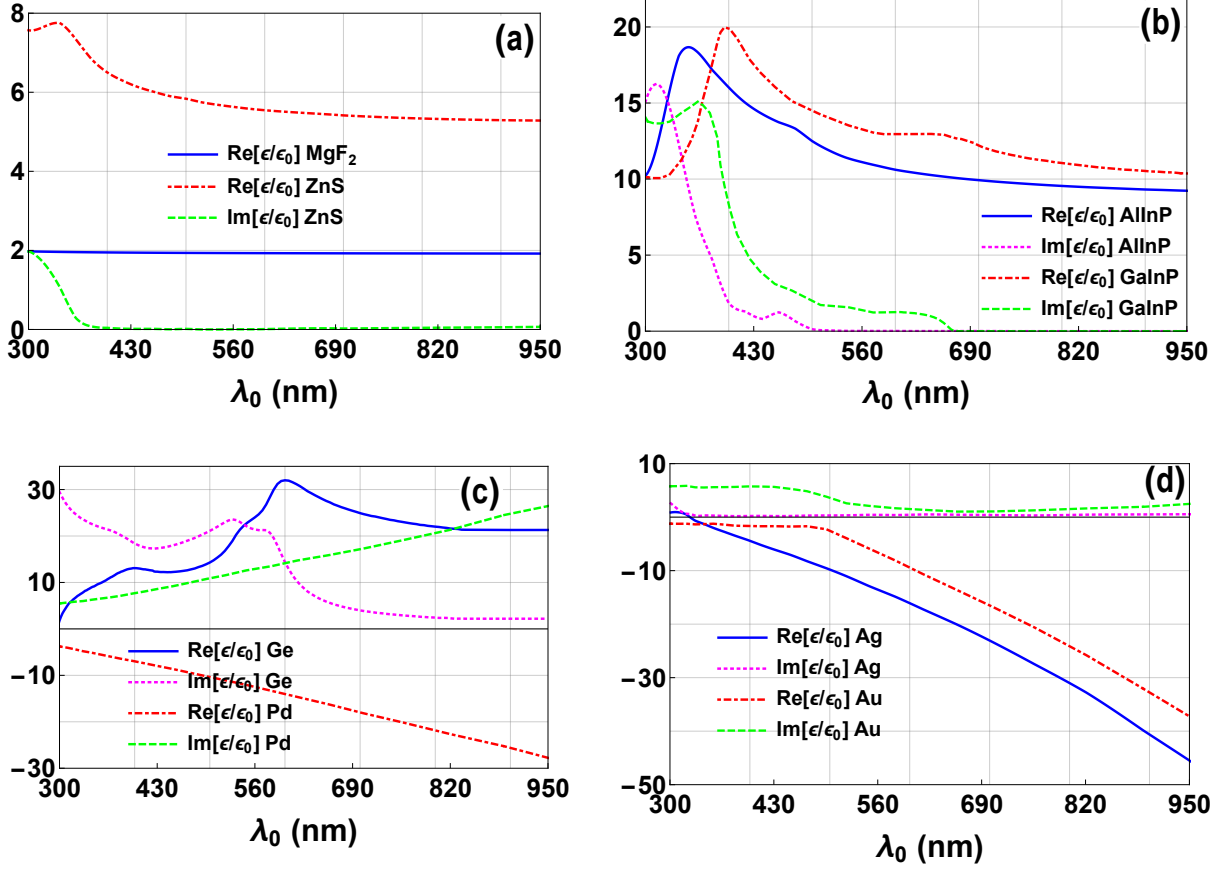 (a)
8
6
4
2
0
Re[ϵ/ϵ₀] MgF₂
Re[ϵ/ϵ₀] ZnS
Im[ϵ/ϵ₀] ZnS
300 430 560 690 820 950
λ₀ (nm)
(b)
20
15
10
5
0
Re[ϵ/ϵ₀] AlInP
Im[ϵ/ϵ₀] AlInP
Re[ϵ/ϵ₀] GaInP
Im[ϵ/ϵ₀] GaInP
300 430 560 690 820 950
λ₀ (nm)
(c)
30
10
−10
−30
Re[ϵ/ϵ₀] Ge
Im[ϵ/ϵ₀] Ge
Re[ϵ/ϵ₀] Pd
Im[ϵ/ϵ₀] Pd
300 430 560 690 820 950
λ₀ (nm)
(d)
10
−10
−30
−50
Re[ϵ/ϵ₀] Ag
Im[ϵ/ϵ₀] Ag
Re[ϵ/ϵ₀] Au
Im[ϵ/ϵ₀] Au
300 430 560 690 820 950
λ₀ (nm)